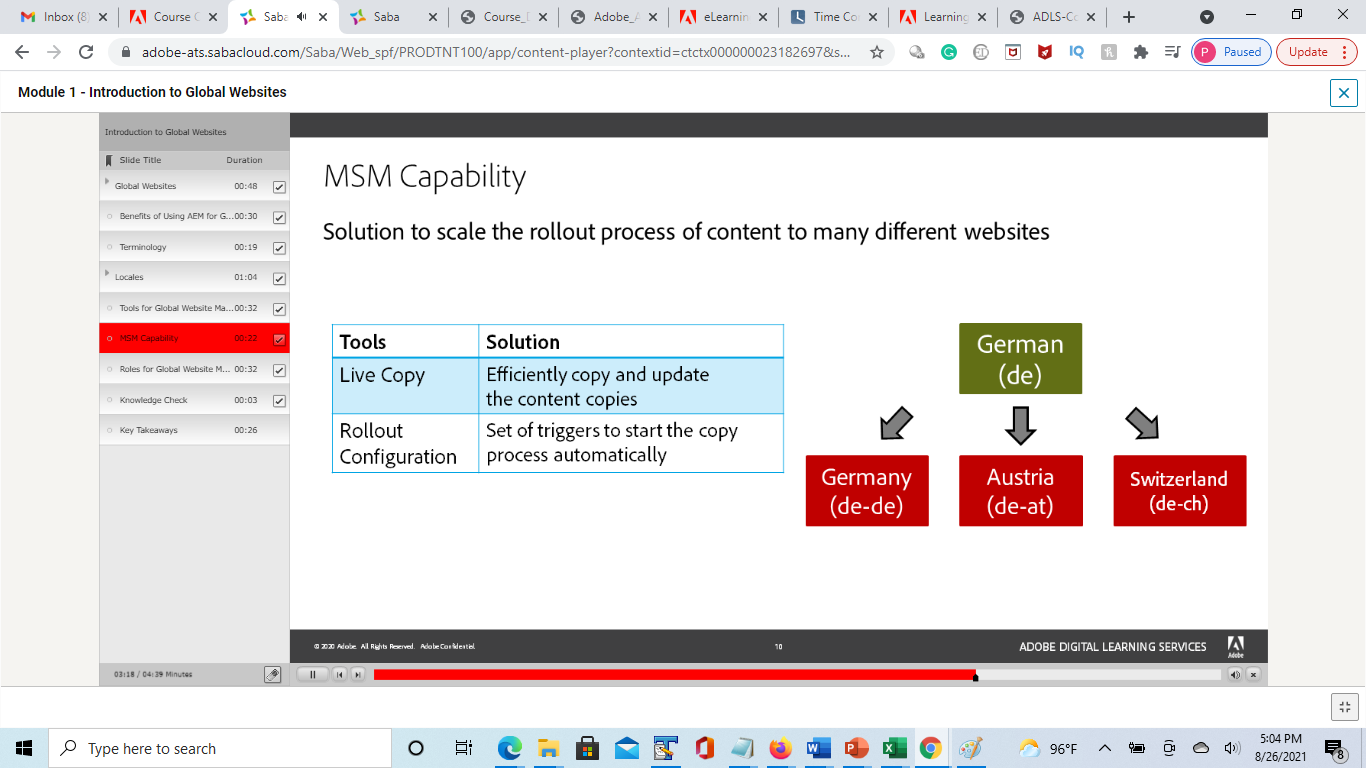 Inbox (8)
Course C
Saba
Saba
Course_D
Adobe_A
eLearnin
Time Co
Learning
ADLS-Co
adobe-ats.sabacloud.com/Saba/Web_spf/PRODTNT100/app/content-player?contextid=ctctx000000023182697&s...
P Paused
Update
Module 1 - Introduction to Global Websites
Introduction to Global Websites
Slide Title Duration
Global Websites 00:48
Benefits of Using AEM for G...00:30
Terminology 00:19
Locales 01:04
Tools for Global Website Ma...00:32
MSM Capability 00:22
Roles for Global Website M... 00:32
Knowledge Check 00:03
Key Takeaways 00:26
03:18 / 04:39 Minutes
MSM Capability
Solution to scale the rollout process of content to many different websites
Tools Solution
Live Copy Efficiently copy and update
the content copies
Rollout Set of triggers to start the copy
Configuration process automatically
German
(de)
Germany
(de-de)
Austria
(de-at)
Switzerland
(de-ch)
© 2020 Adobe. All Rights Reserved. Adobe Confidential.
10
ADOBE DIGITAL LEARNING SERVICES
Adobe
Type here to search
96°F
5:04 PM
8/26/2021
8